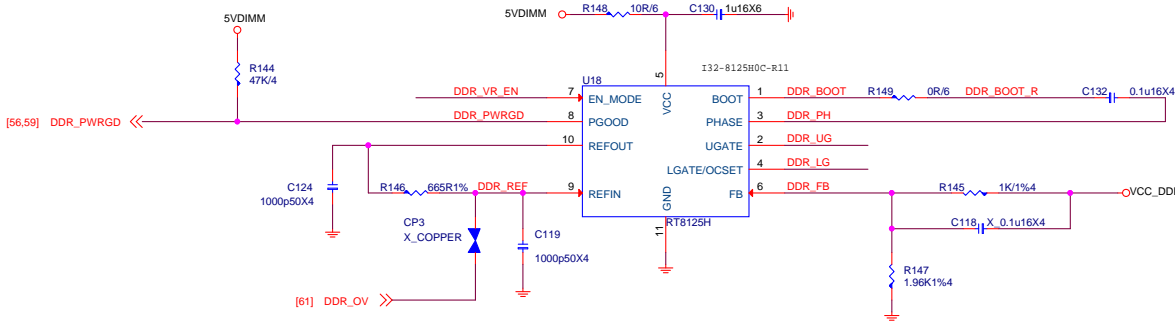 5VDIMM
R148
10R/6
C130
1u16X6
5VDIMM
I32-8125H0C-R11
R144
47K/4
U18
5
VCC
DDR_VR_EN
7
EN_MODE
BOOT
1
DDR_BOOT
R149
0R/6
DDR_BOOT_R
C132
0.1u16X4
[56,59]
DDR_PWRGD
DDR_PWRGD
8
PGOOD
PHASE
3
DDR_PH
10
REFOUT
UGATE
2
DDR_UG
LGATE/OCSET
4
DDR_LG
C124
1000p50X4
R146
665R1%
DDR_REF
9
REFIN
FB
6
DDR_FB
R145
1K/1%4
VCC_DDR
GND
11
RT8125H
CP3
X_COPPER
C119
1000p50X4
C118
X_0.1u16X4
R147
1.96K1%4
[61]
DDR_OV